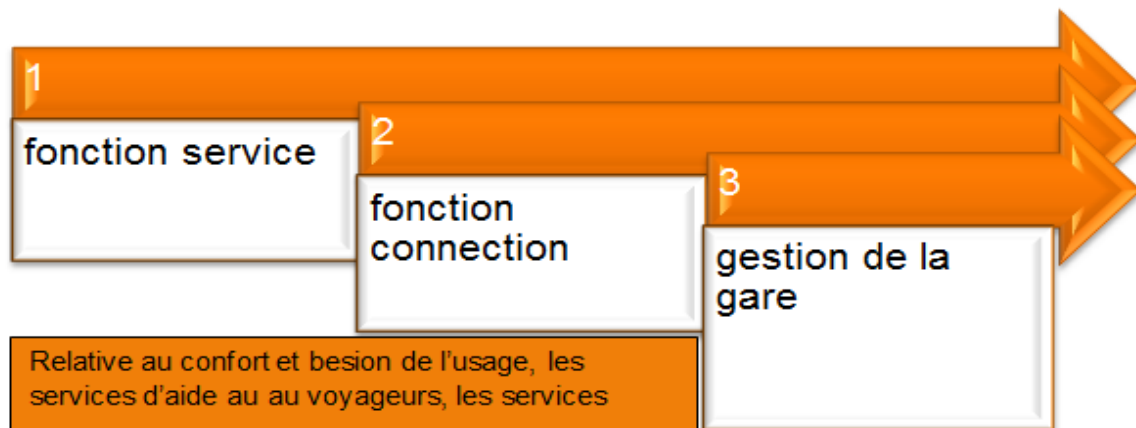 1
fonction service
2
fonction
connection
3
gestion de la
gare
Relative au confort et besion de l'usage, les
services d'aide au au voyageurs, les services